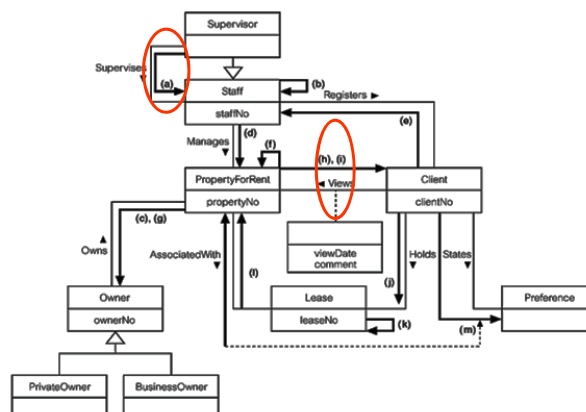 Supervisor
Supervises
▼
(a)
Staff
(b)
staffNo
Registers ►
(e)
(d)
Manages
▼
(f)
(h), (i)
PropertyForRent
Client
◄ Views
propertyNo
clientNo
(c), (g)
▲
Owns
AssociatedWith
▼
viewDate
comment
Holds
▼
States
▼
(l)
(j)
Owner
Lease
Preference
ownerNo
leaseNo
(k)
(m)
PrivateOwner
BusinessOwner